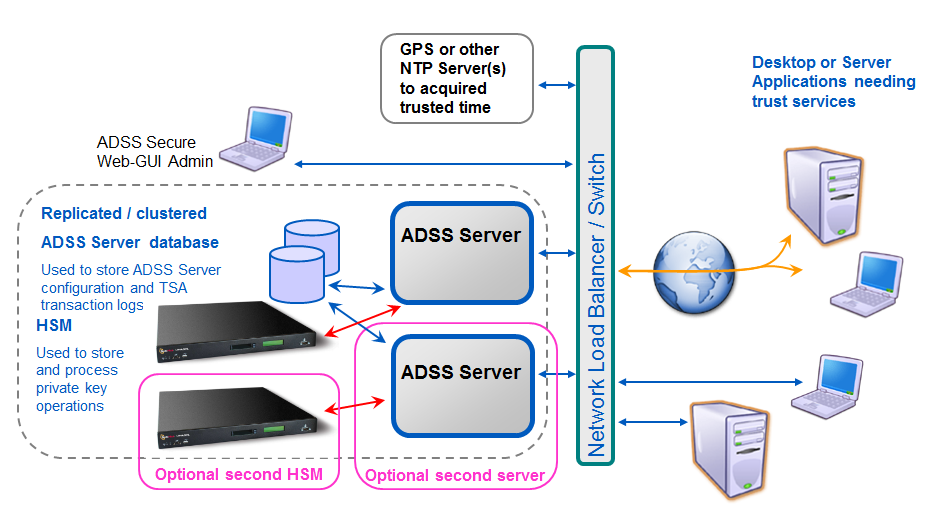 GPS or other
NTP Server(s)
to acquired
trusted time
Desktop or Server
Applications needing
trust services
ADSS Secure
Web-GUI Admin
Network Load Balancer / Switch
Replicated / clustered
ADSS Server database
Used to store ADSS Server
configuration and TSA
transaction logs
HSM
Used to store
and process
private key
operations
ADSS Server
ADSS Server
Optional second HSM
Optional second server